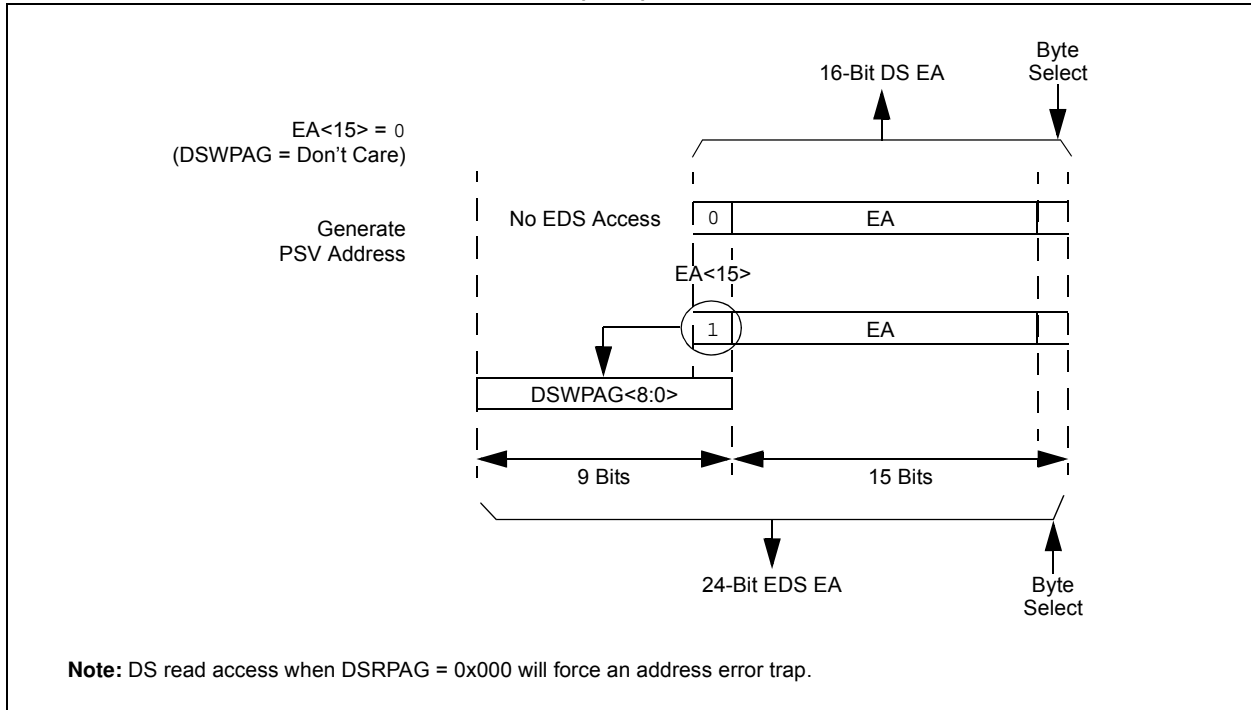 Byte
Select
16-Bit DS EA
EA<15> = 0
(DSWPAG = Don't Care)
No EDS Access
0
EA
Generate
PSV Address
EA<15>
1
EA
DSWPAG<8:0>
9 Bits
15 Bits
24-Bit EDS EA
Byte
Select
Note: DS read access when DSRPAG = 0x000 will force an address error trap.